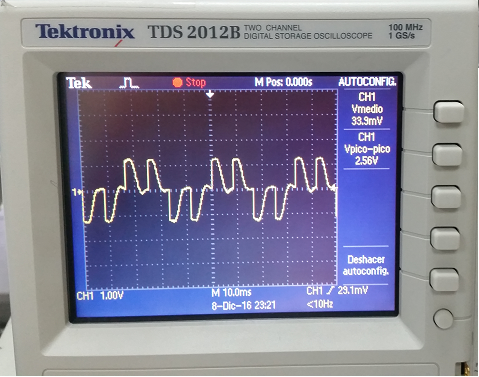 Tektronix TDS 2012B TWO CHANNEL DIGITAL STORAGE OSCILLOSCOPE 100 MHz 1 GS/s
Tek Stop M Pos: 0.000s AUTOCONFIG.
CH1
Vmedio
33.9mV
CH1
Vpico-pico
2.56V
1
Deshacer
autoconfig.
CH1 1.00V M 10.0ms CH1 29.1mV
8-Dic-16 23:21 <10Hz